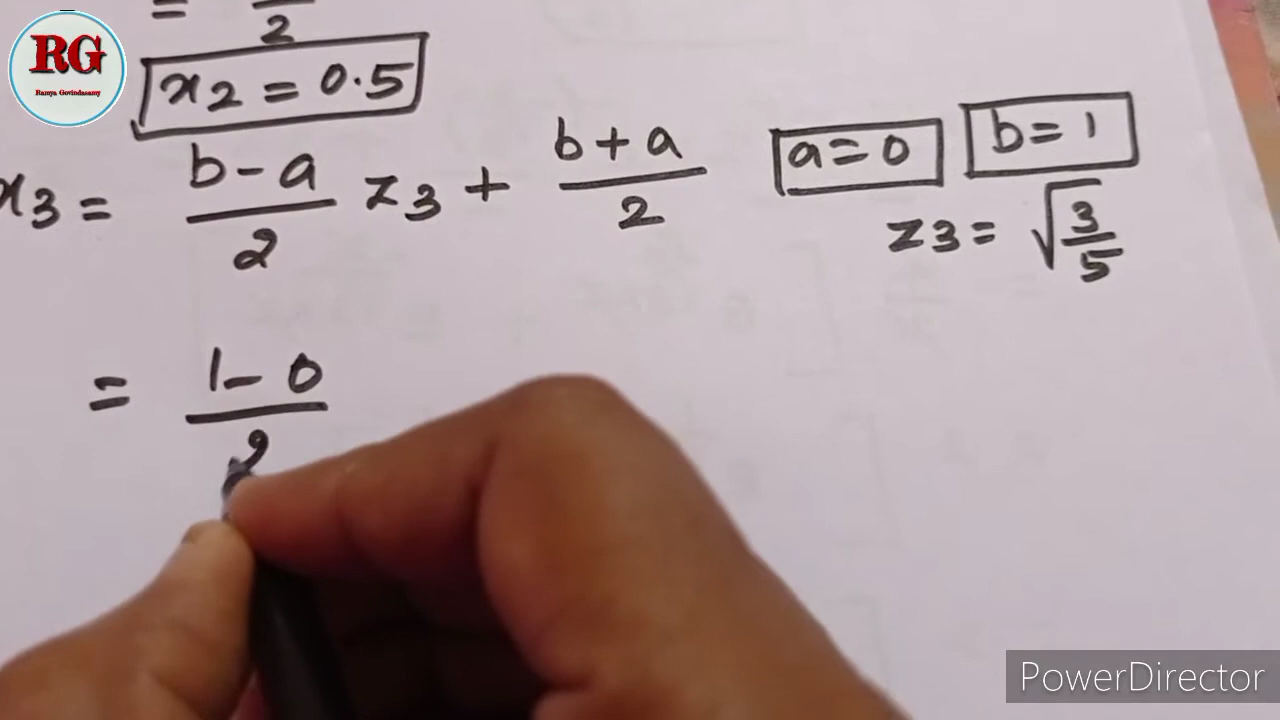 = /2
RG
Ramya Govindasamy
x2 = 0.5
x3 = b-a/2 z3 + b+a/2 a=0 b=1
z3 = √3/5
= 1-0/2
PowerDirector